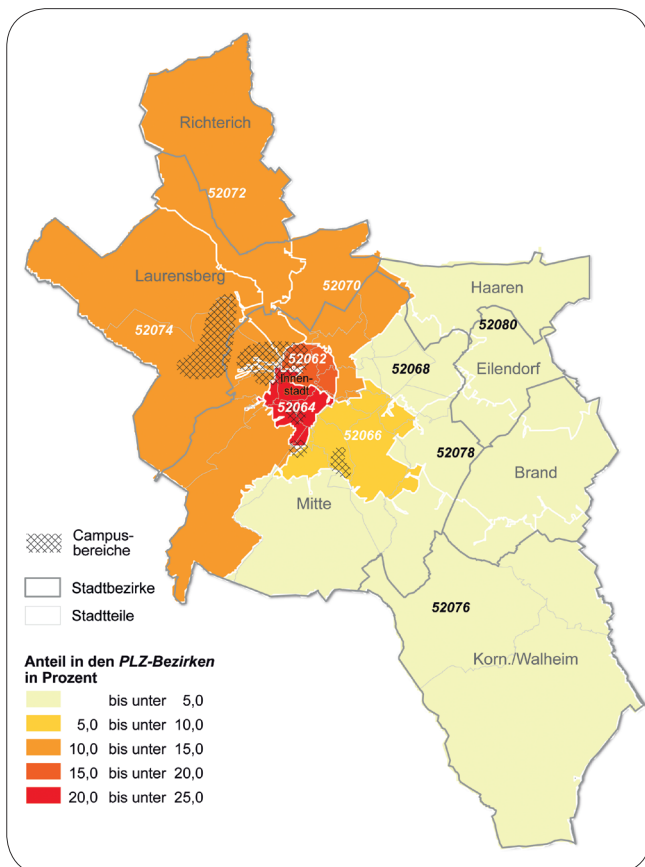 Richterich
52072
Laurensberg
52070
Haaren
52074
52080
52062
52068
Eilendorf
Innen-
stadt
52064
52066
52078
Brand
Mitte
Campus-
bereiche
Stadtbezirke
Stadtteile
52076
Korn./Walheim
Anteil in den PLZ-Bezirken
in Prozent
bis unter 5,0
5,0 bis unter 10,0
10,0 bis unter 15,0
15,0 bis unter 20,0
20,0 bis unter 25,0